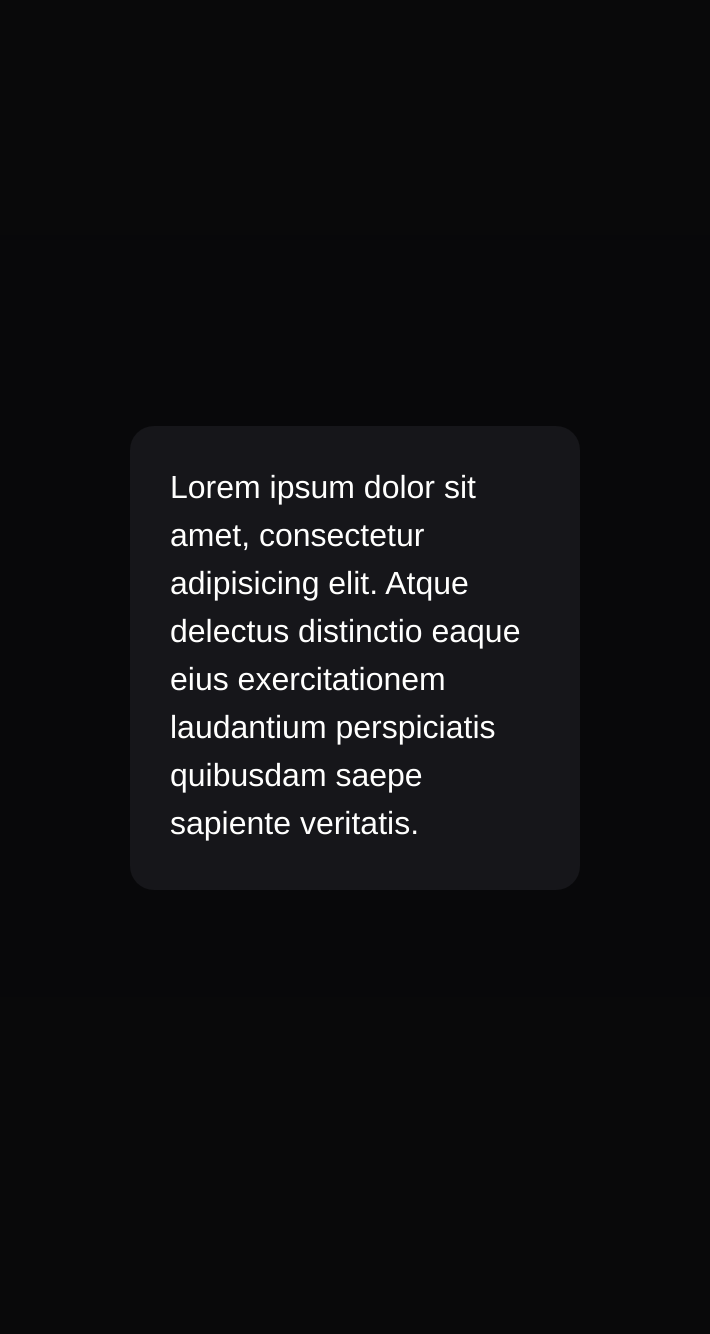 Lorem ipsum dolor sit
amet, consectetur
adipisicing elit. Atque
delectus distinctio eaque
eius exercitationem
laudantium perspiciatis
quibusdam saepe
sapiente veritatis.